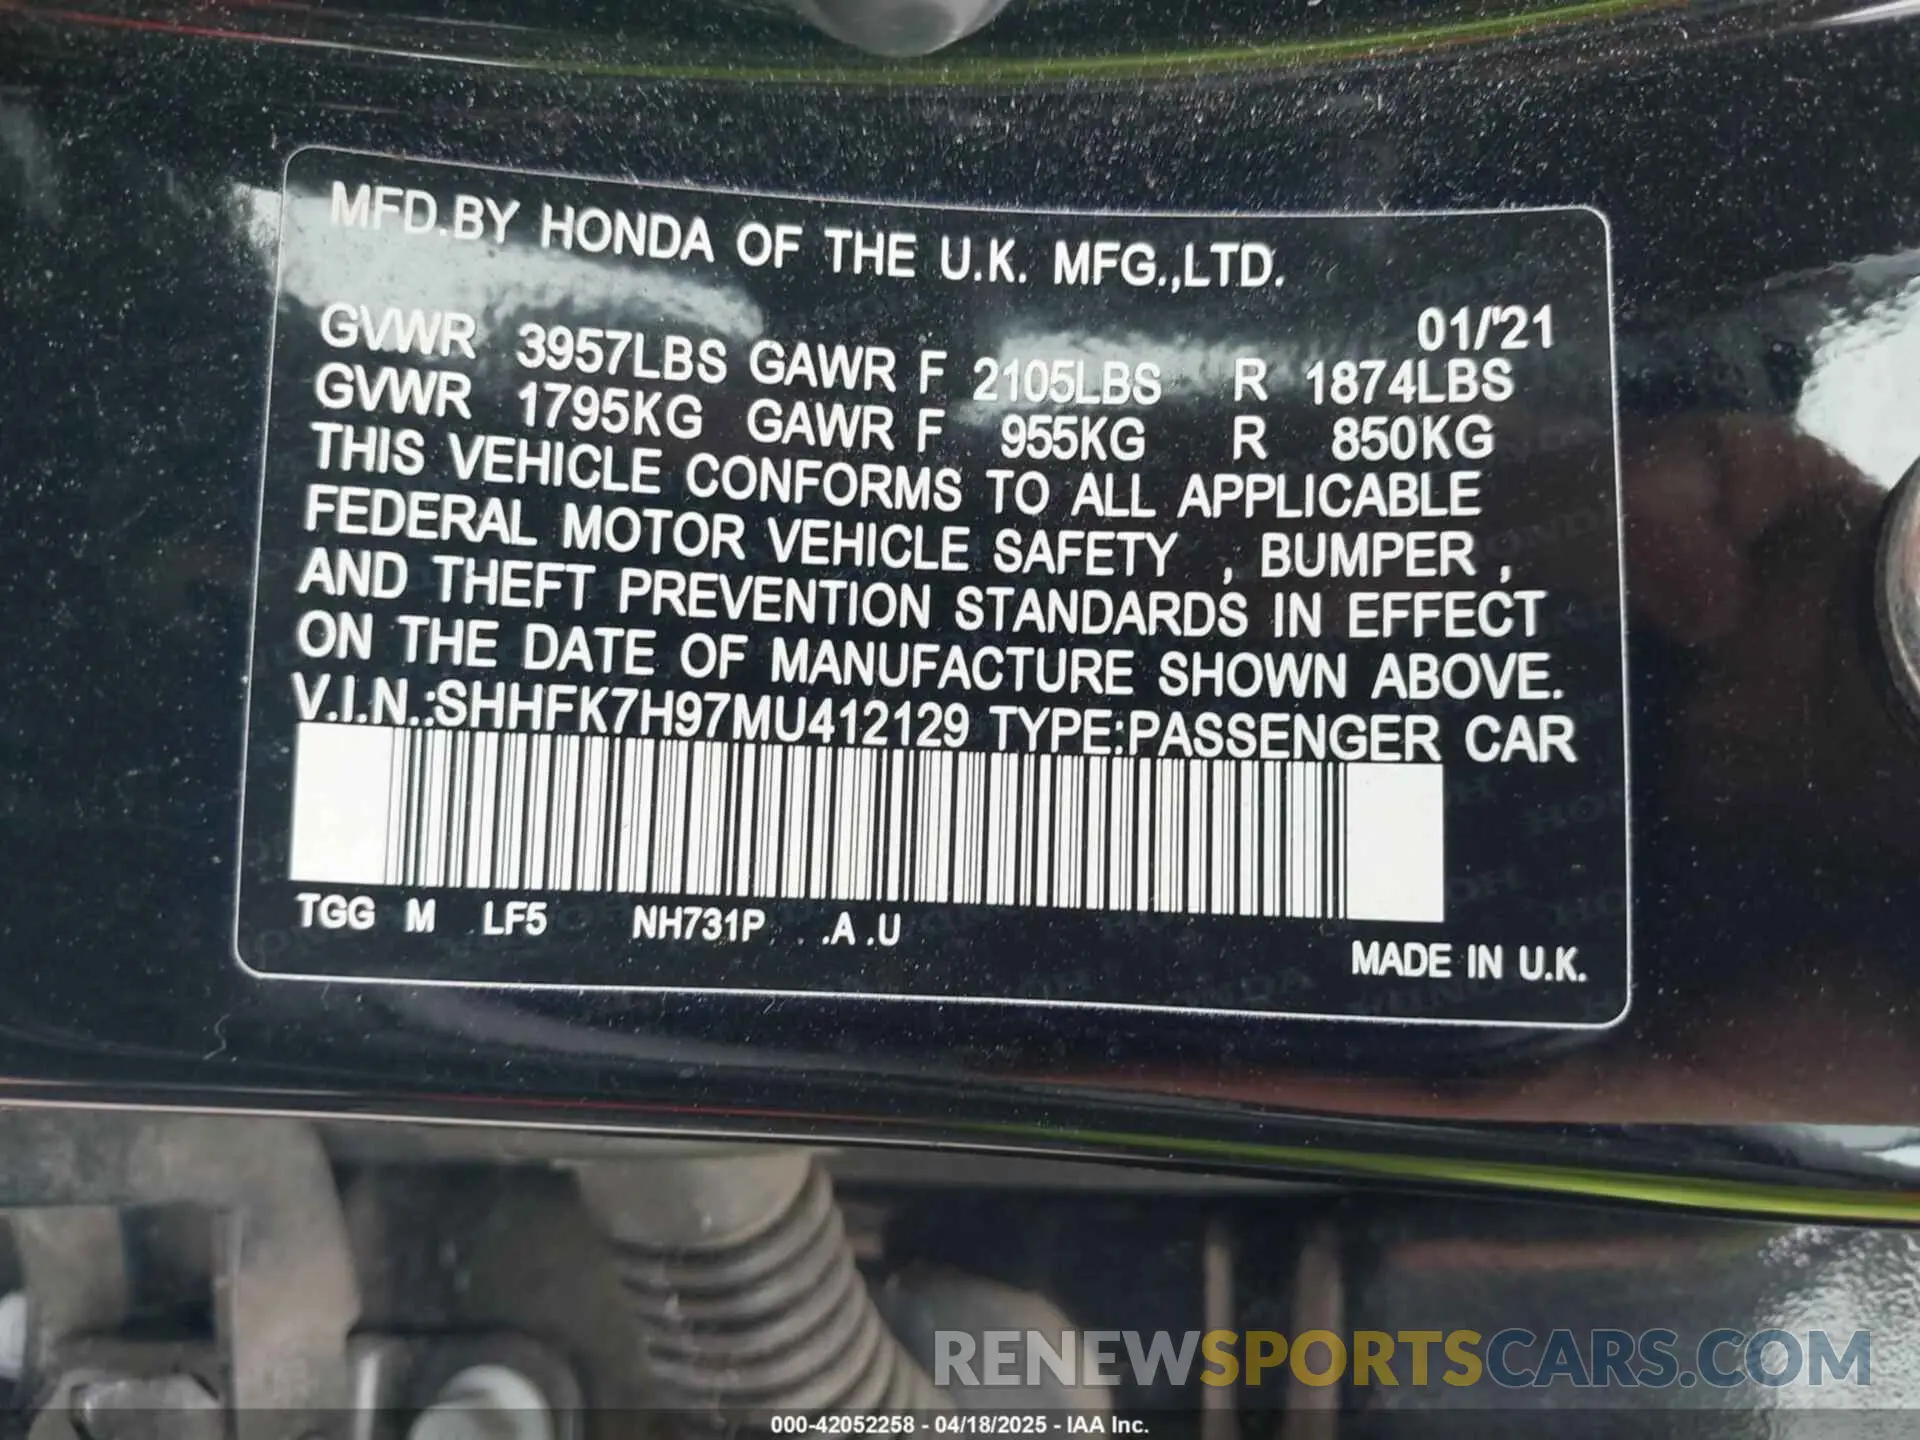 MFD.BY HONDA OF THE U.K. MFG.,LTD.
01/'21
GVWR 3957LBS GAWR F 2105LBS R 1874LBS
GVWR 1795KG GAWR F 955KG R 850KG
THIS VEHICLE CONFORMS TO ALL APPLICABLE
FEDERAL MOTOR VEHICLE SAFETY , BUMPER ,
AND THEFT PREVENTION STANDARDS IN EFFECT
ON THE DATE OF MANUFACTURE SHOWN ABOVE.
V.I.N.:SHHFK7H97MU412129 TYPE:PASSENGER CAR
TGG M LF5 NH731P .A .U
MADE IN U.K.
RENEWSPORTSCARS.COM
000-42052258 - 04/18/2025 - IAA Inc.